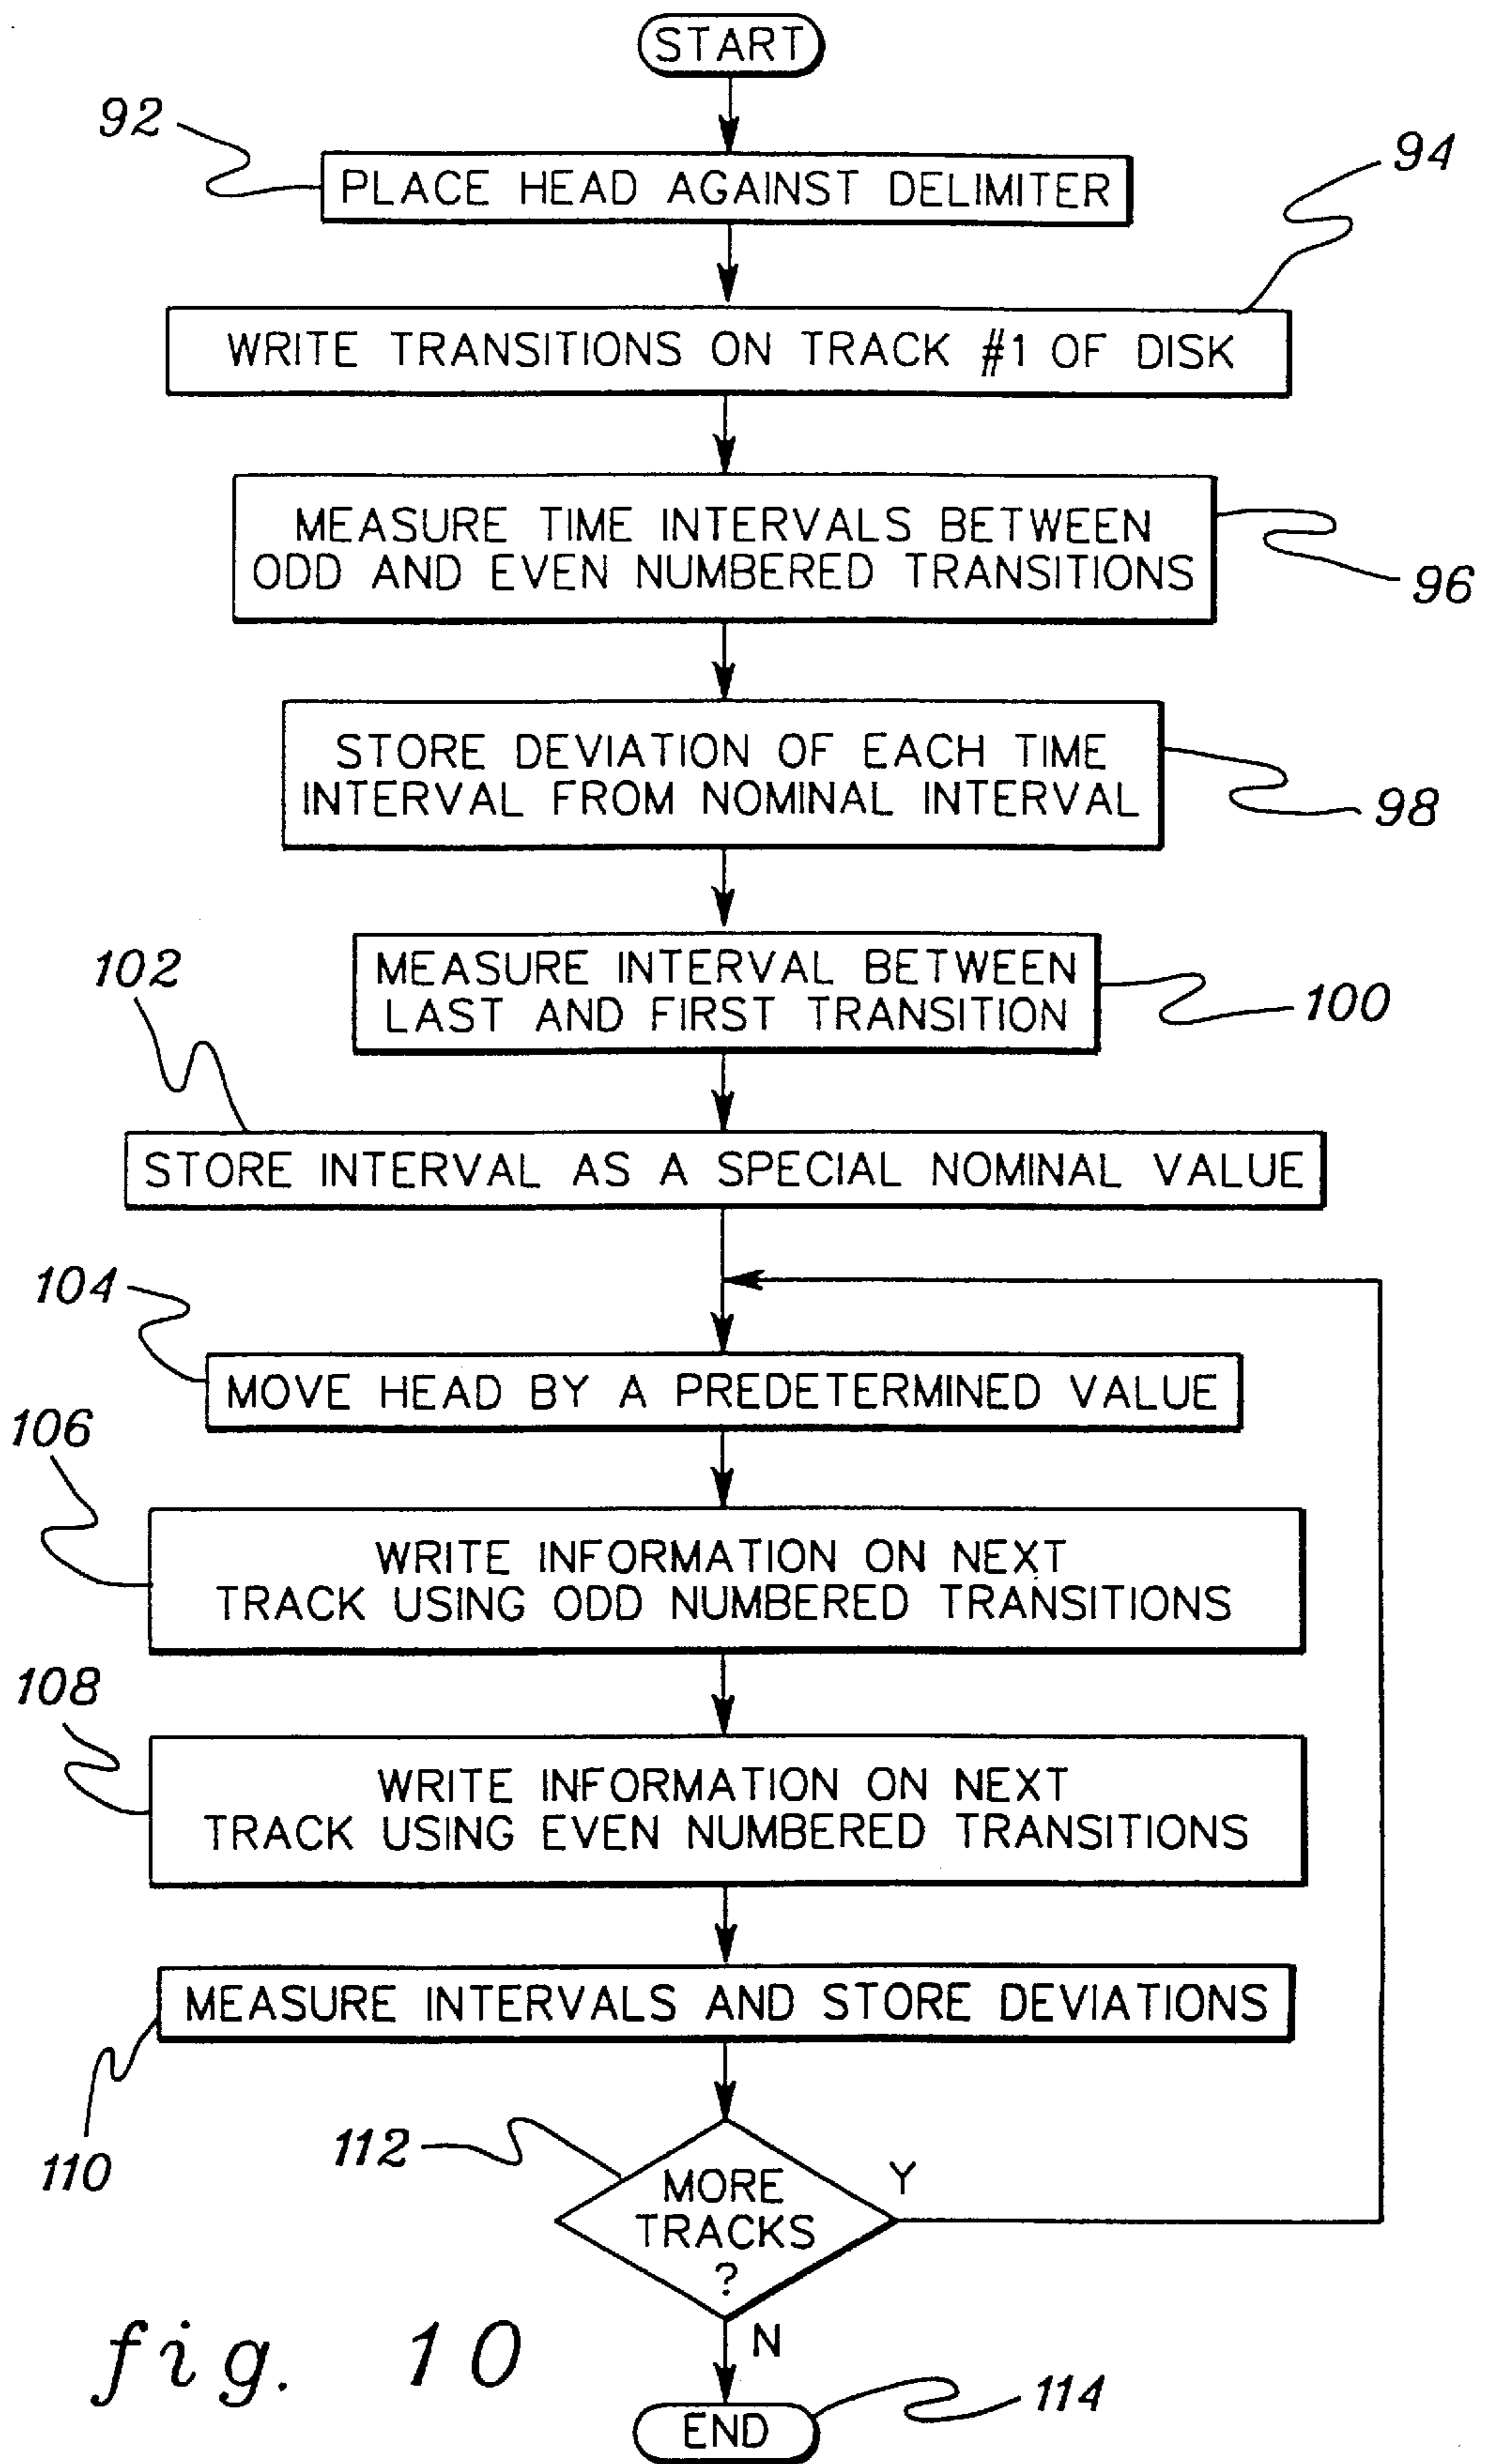 START
92
PLACE HEAD AGAINST DELIMITER
94
WRITE TRANSITIONS ON TRACK #1 OF DISK
MEASURE TIME INTERVALS BETWEEN
ODD AND EVEN NUMBERED TRANSITIONS
96
STORE DEVIATION OF EACH TIME
INTERVAL FROM NOMINAL INTERVAL
98
MEASURE INTERVAL BETWEEN
LAST AND FIRST TRANSITION
100
102
STORE INTERVAL AS A SPECIAL NOMINAL VALUE
104
MOVE HEAD BY A PREDETERMINED VALUE
106
WRITE INFORMATION ON NEXT
TRACK USING ODD NUMBERED TRANSITIONS
108
WRITE INFORMATION ON NEXT
TRACK USING EVEN NUMBERED TRANSITIONS
110
MEASURE INTERVALS AND STORE DEVIATIONS
112
MORE
TRACKS
?
Y
N
END
114
fig. 10